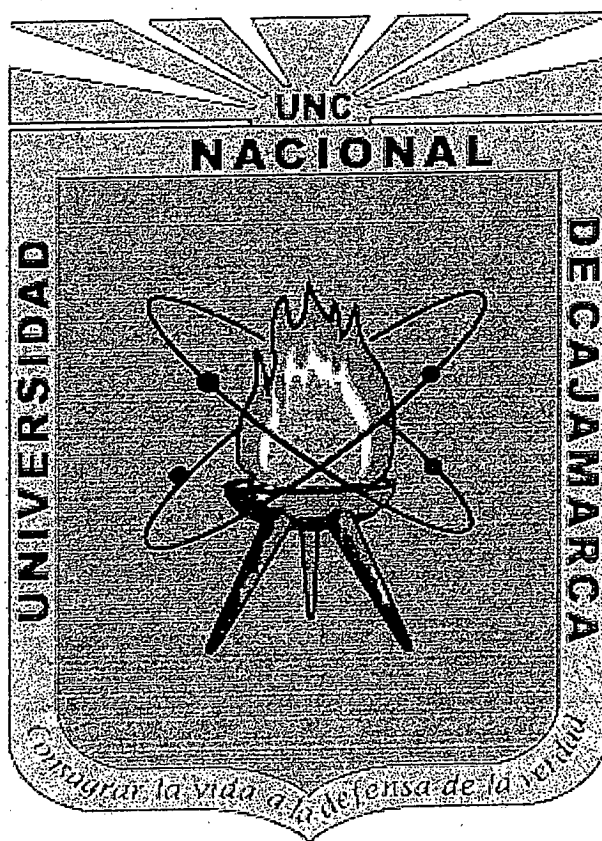 UNC
UNIVERSIDAD
NACIONAL
DE CAJAMARCA
Consagrar la vida a la defensa de la verdad